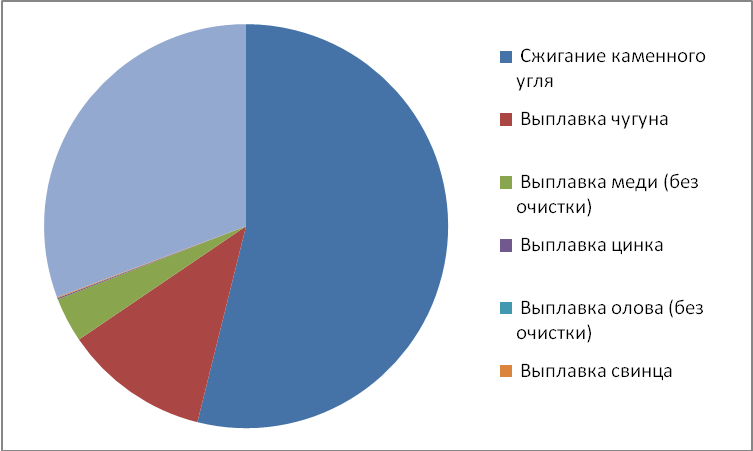 Сжигание каменного
угля
Выплавка чугуна
Выплавка меди (без
очистки)
Выплавка цинка
Выплавка олова (без
очистки)
Выплавка свинца